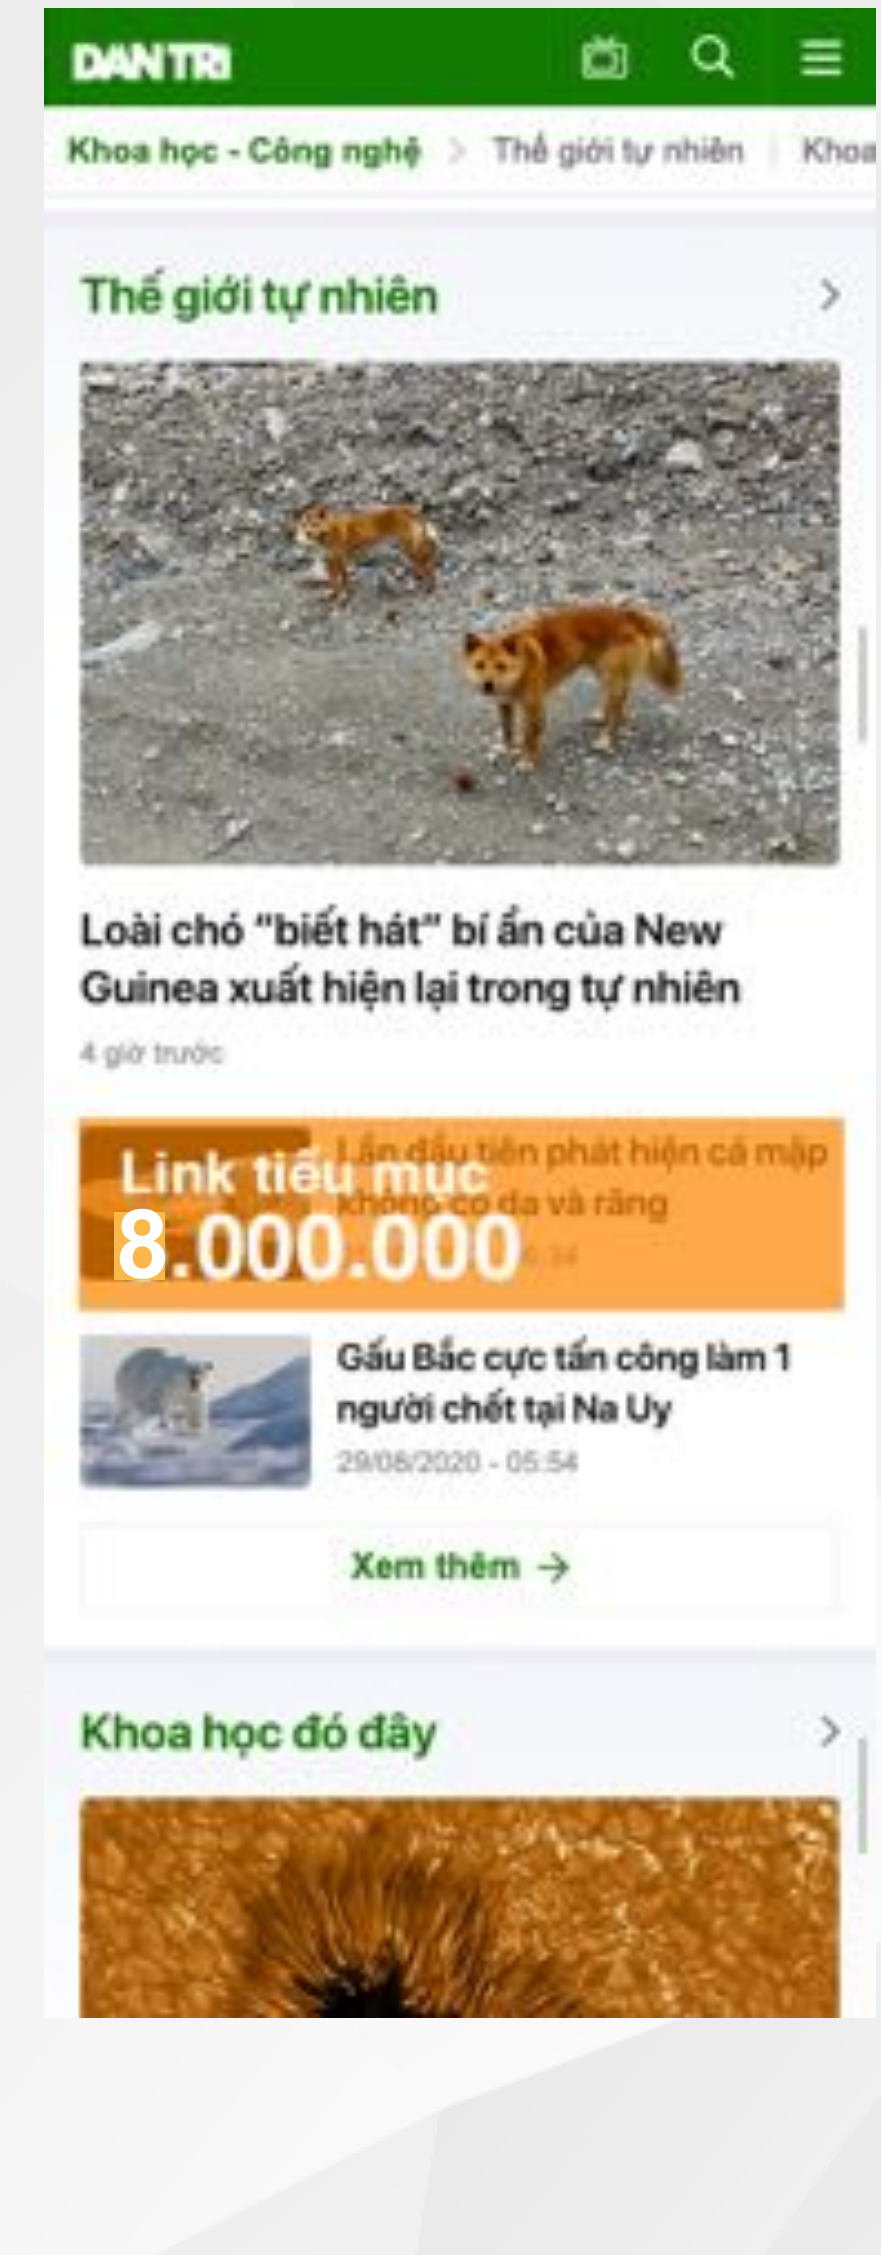 DANTRI
Khoa học - Công nghệ > Thế giới tự nhiên | Khoa
Thế giới tự nhiên
Loài chó "biết hát" bí ẩn của New
Guinea xuất hiện lại trong tự nhiên
4 giờ trước
Lần đầu tiên phát hiện cá mập
không có da và răng
Link tiểu mục
8.000.000
Gấu Bắc cực tấn công làm 1
người chết tại Na Uy
29/08/2020 - 05:54
Xem thêm →
Khoa học đó đây